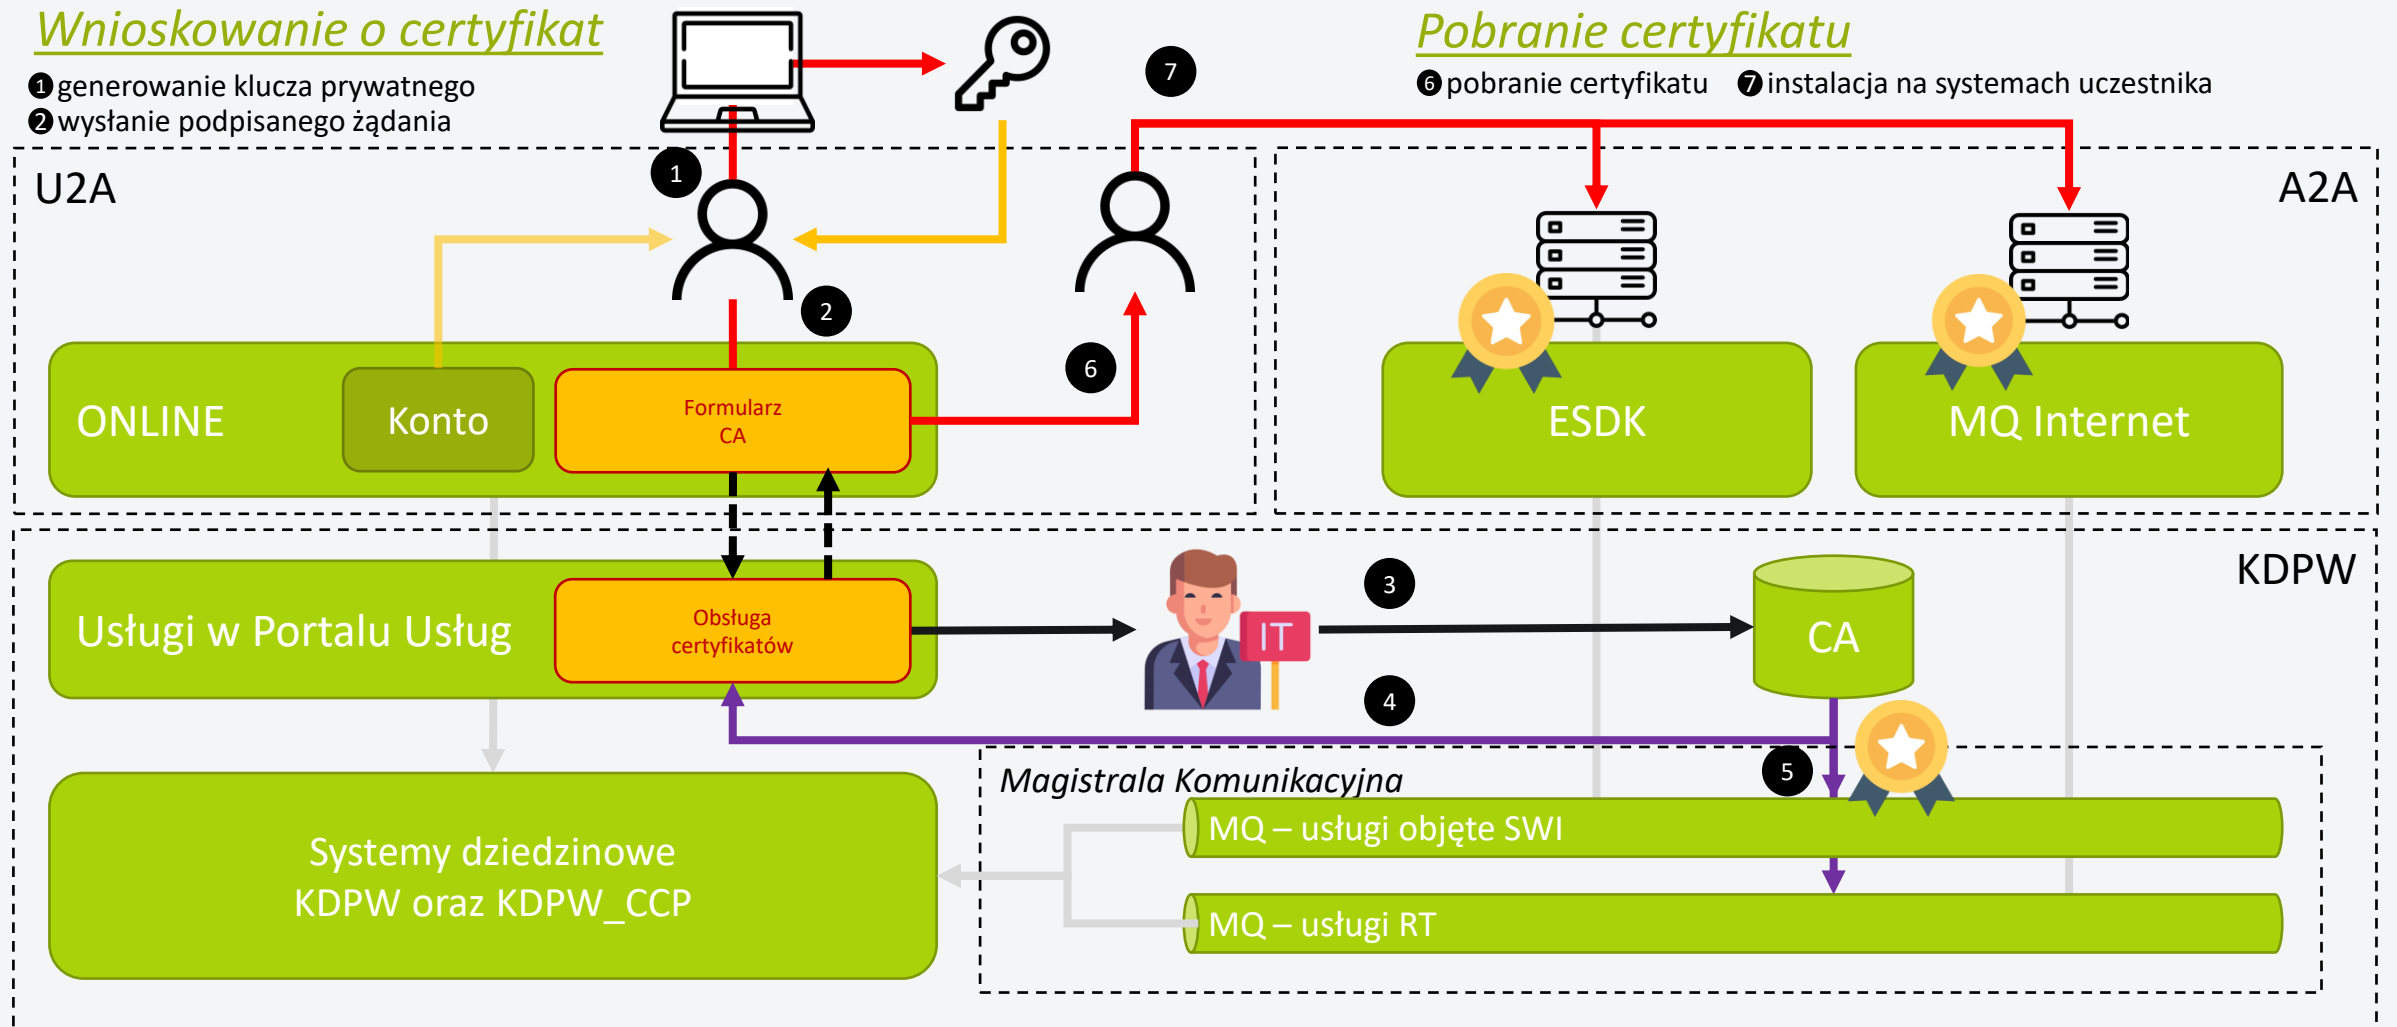 Wnioskowanie o certyfikat
1 generowanie klucza prywatnego
2 wysłanie podpisanego żądania
Pobranie certyfikatu
6 pobranie certyfikatu 7 instalacja na systemach uczestnika
7
U2A
1
A2A
2
6
ONLINE
Konto
Formularz
CA
ESDK
MQ Internet
KDPW
Usługi w Portalu Usług
Obsługa
certyfikatów
IT
3
CA
4
5
Magistrala Komunikacyjna
MQ – usługi objęte SWI
MQ – usługi RT
Systemy dziedzinowe
KDPW oraz KDPW_CCP